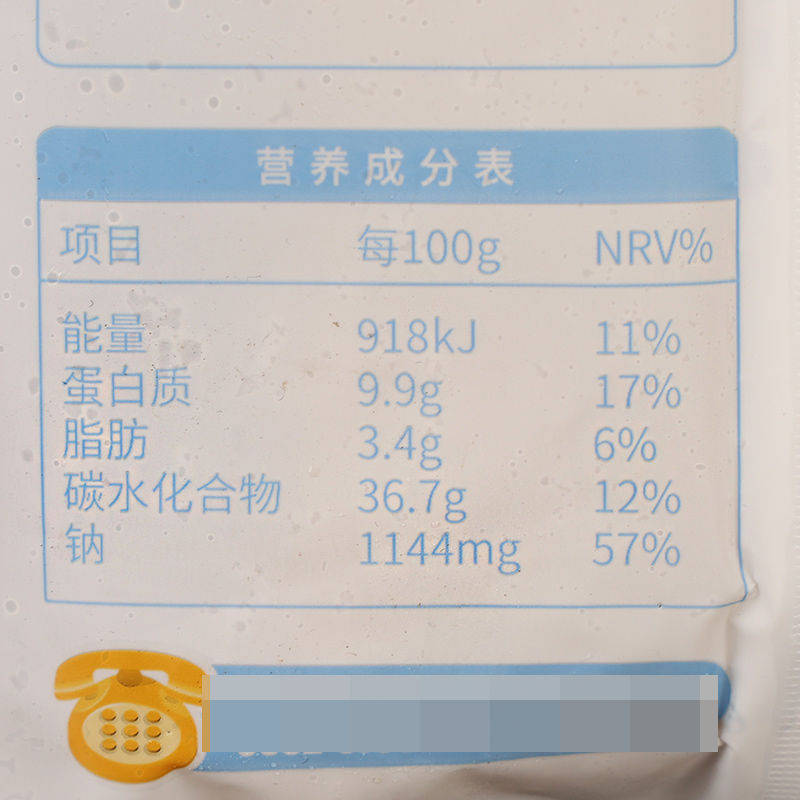 营养成分表
项目 每100g NRV%
能量 918kJ 11%
蛋白质 9.9g 17%
脂肪 3.4g 6%
碳水化合物 36.7g 12%
钠 1144mg 57%